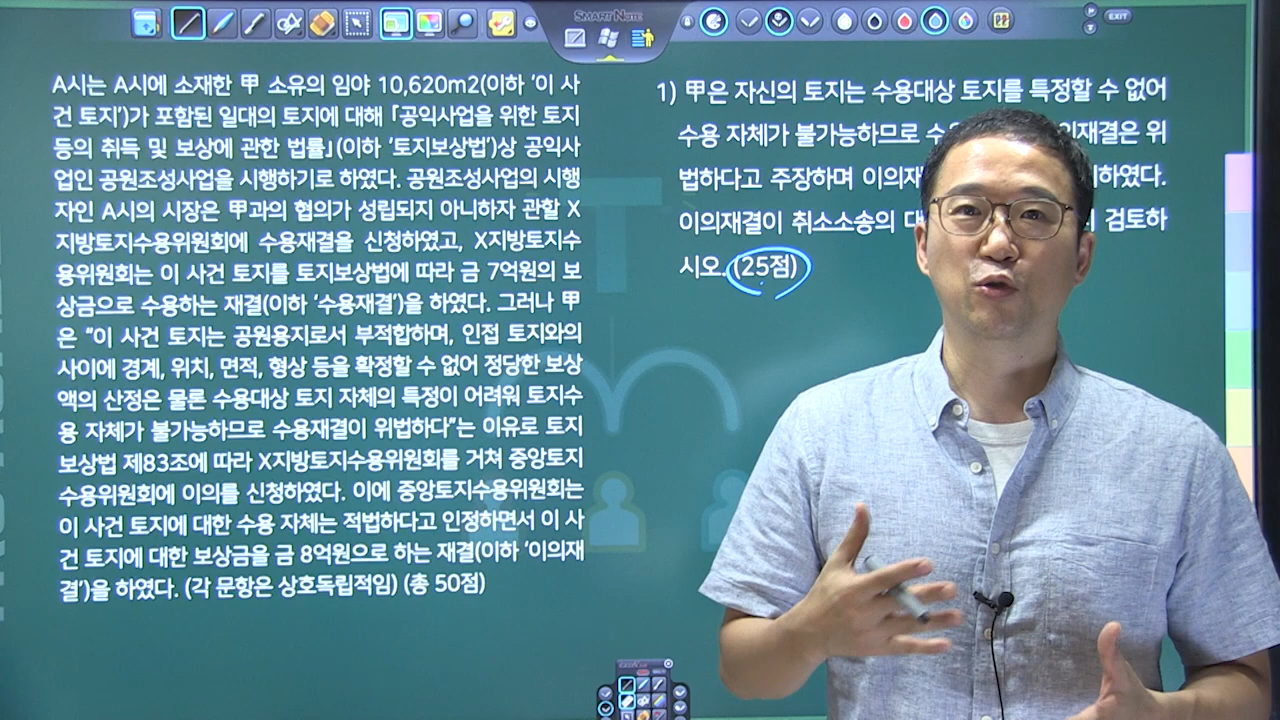 SMART NOTE
EXIT
A시는 A시에 소재한 甲 소유의 임야 10,620m2(이하 '이 사
건 토지')가 포함된 일대의 토지에 대해 「공익사업을 위한 토지
등의 취득 및 보상에 관한 법률」(이하 '토지보상법')상 공익사
업인 공원조성사업을 시행하기로 하였다. 공원조성사업의 시행
자인 A시의 시장은 甲과의 협의가 성립되지 아니하자 관할 X
지방토지수용위원회에 수용재결을 신청하였고, X지방토지수
용위원회는 이 사건 토지를 토지보상법에 따라 금 7억원의 보
상금으로 수용하는 재결(이하 '수용재결')을 하였다. 그러나 甲
은 "이 사건 토지는 공원용지로서 부적합하며, 인접 토지와의
사이에 경계, 위치, 면적, 형상 등을 확정할 수 없어 정당한 보상
액의 산정은 물론 수용대상 토지 자체의 특정이 어려워 토지수
용 자체가 불가능하므로 수용재결이 위법하다"는 이유로 토지
보상법 제83조에 따라 X지방토지수용위원회를 거쳐 중앙토지
수용위원회에 이의를 신청하였다. 이에 중앙토지수용위원회는
이 사건 토지에 대한 수용 자체는 적법하다고 인정하면서 이 사
건 토지에 대한 보상금을 금 8억원으로 하는 재결(이하 '이의재
결')을 하였다. (각 문항은 상호독립적임) (총 50점)
1) 甲은 자신의 토지는 수용대상 토지를 특정할 수 없어
수용 자체가 불가능하므로 의재결은 위
법하다고 주장하며 하였다.
이의재결이 취소소송의 검토하
시오. (25점)